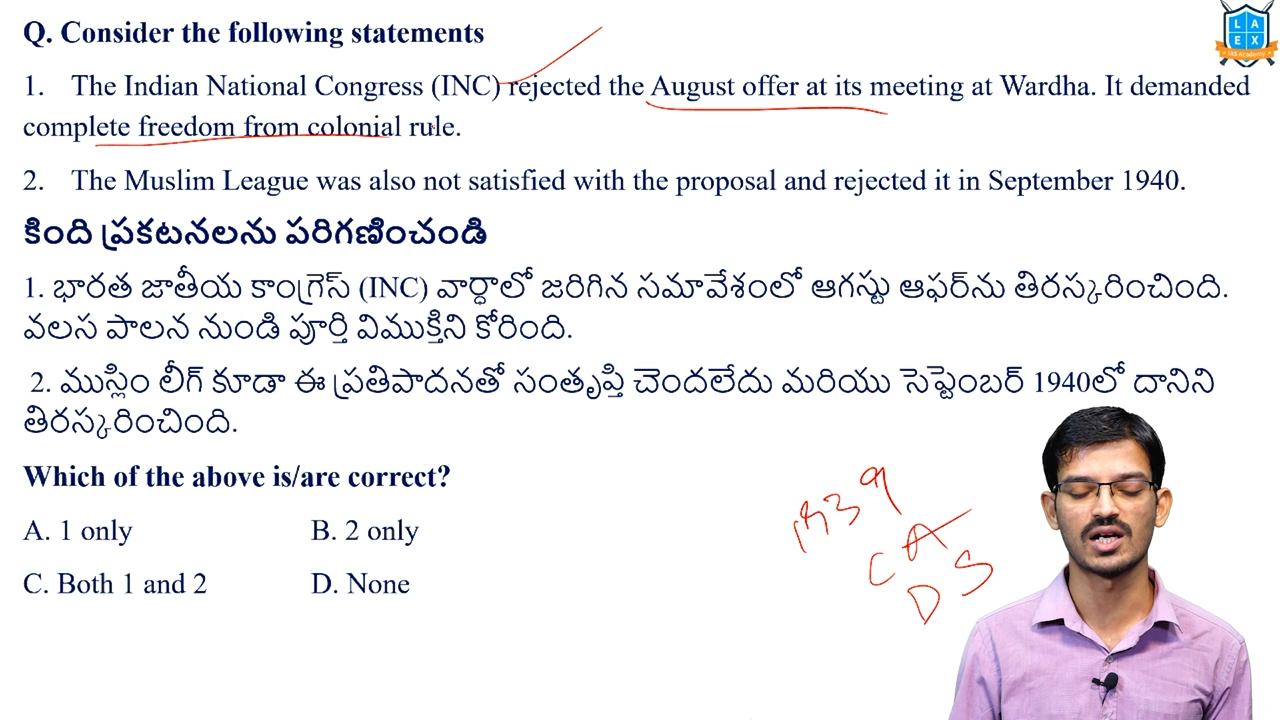 Q. Consider the following statements
L A
E X
IAS Academy
1. The Indian National Congress (INC) rejected the August offer at its meeting at Wardha. It demanded
complete freedom from colonial rule.
2. The Muslim League was also not satisfied with the proposal and rejected it in September 1940.
కింది ప్రకటనలను పరిగణించండి
1. భారత జాతీయ కాంగ్రెస్ (INC) వార్ధాలో జరిగిన సమావేశంలో ఆగస్టు ఆఫర్‌ను తిరస్కరించింది.
వలస పాలన నుండి పూర్తి విముక్తిని కోరింది.
2. ముస్లిం లీగ్ కూడా ఈ ప్రతిపాదనతో సంతృప్తి చెందలేదు మరియు సెప్టెంబర్ 1940లో దానిని
తిరస్కరించింది.
Which of the above is/are correct?
1939
A. 1 only B. 2 only
C A
D S
C. Both 1 and 2 D. None